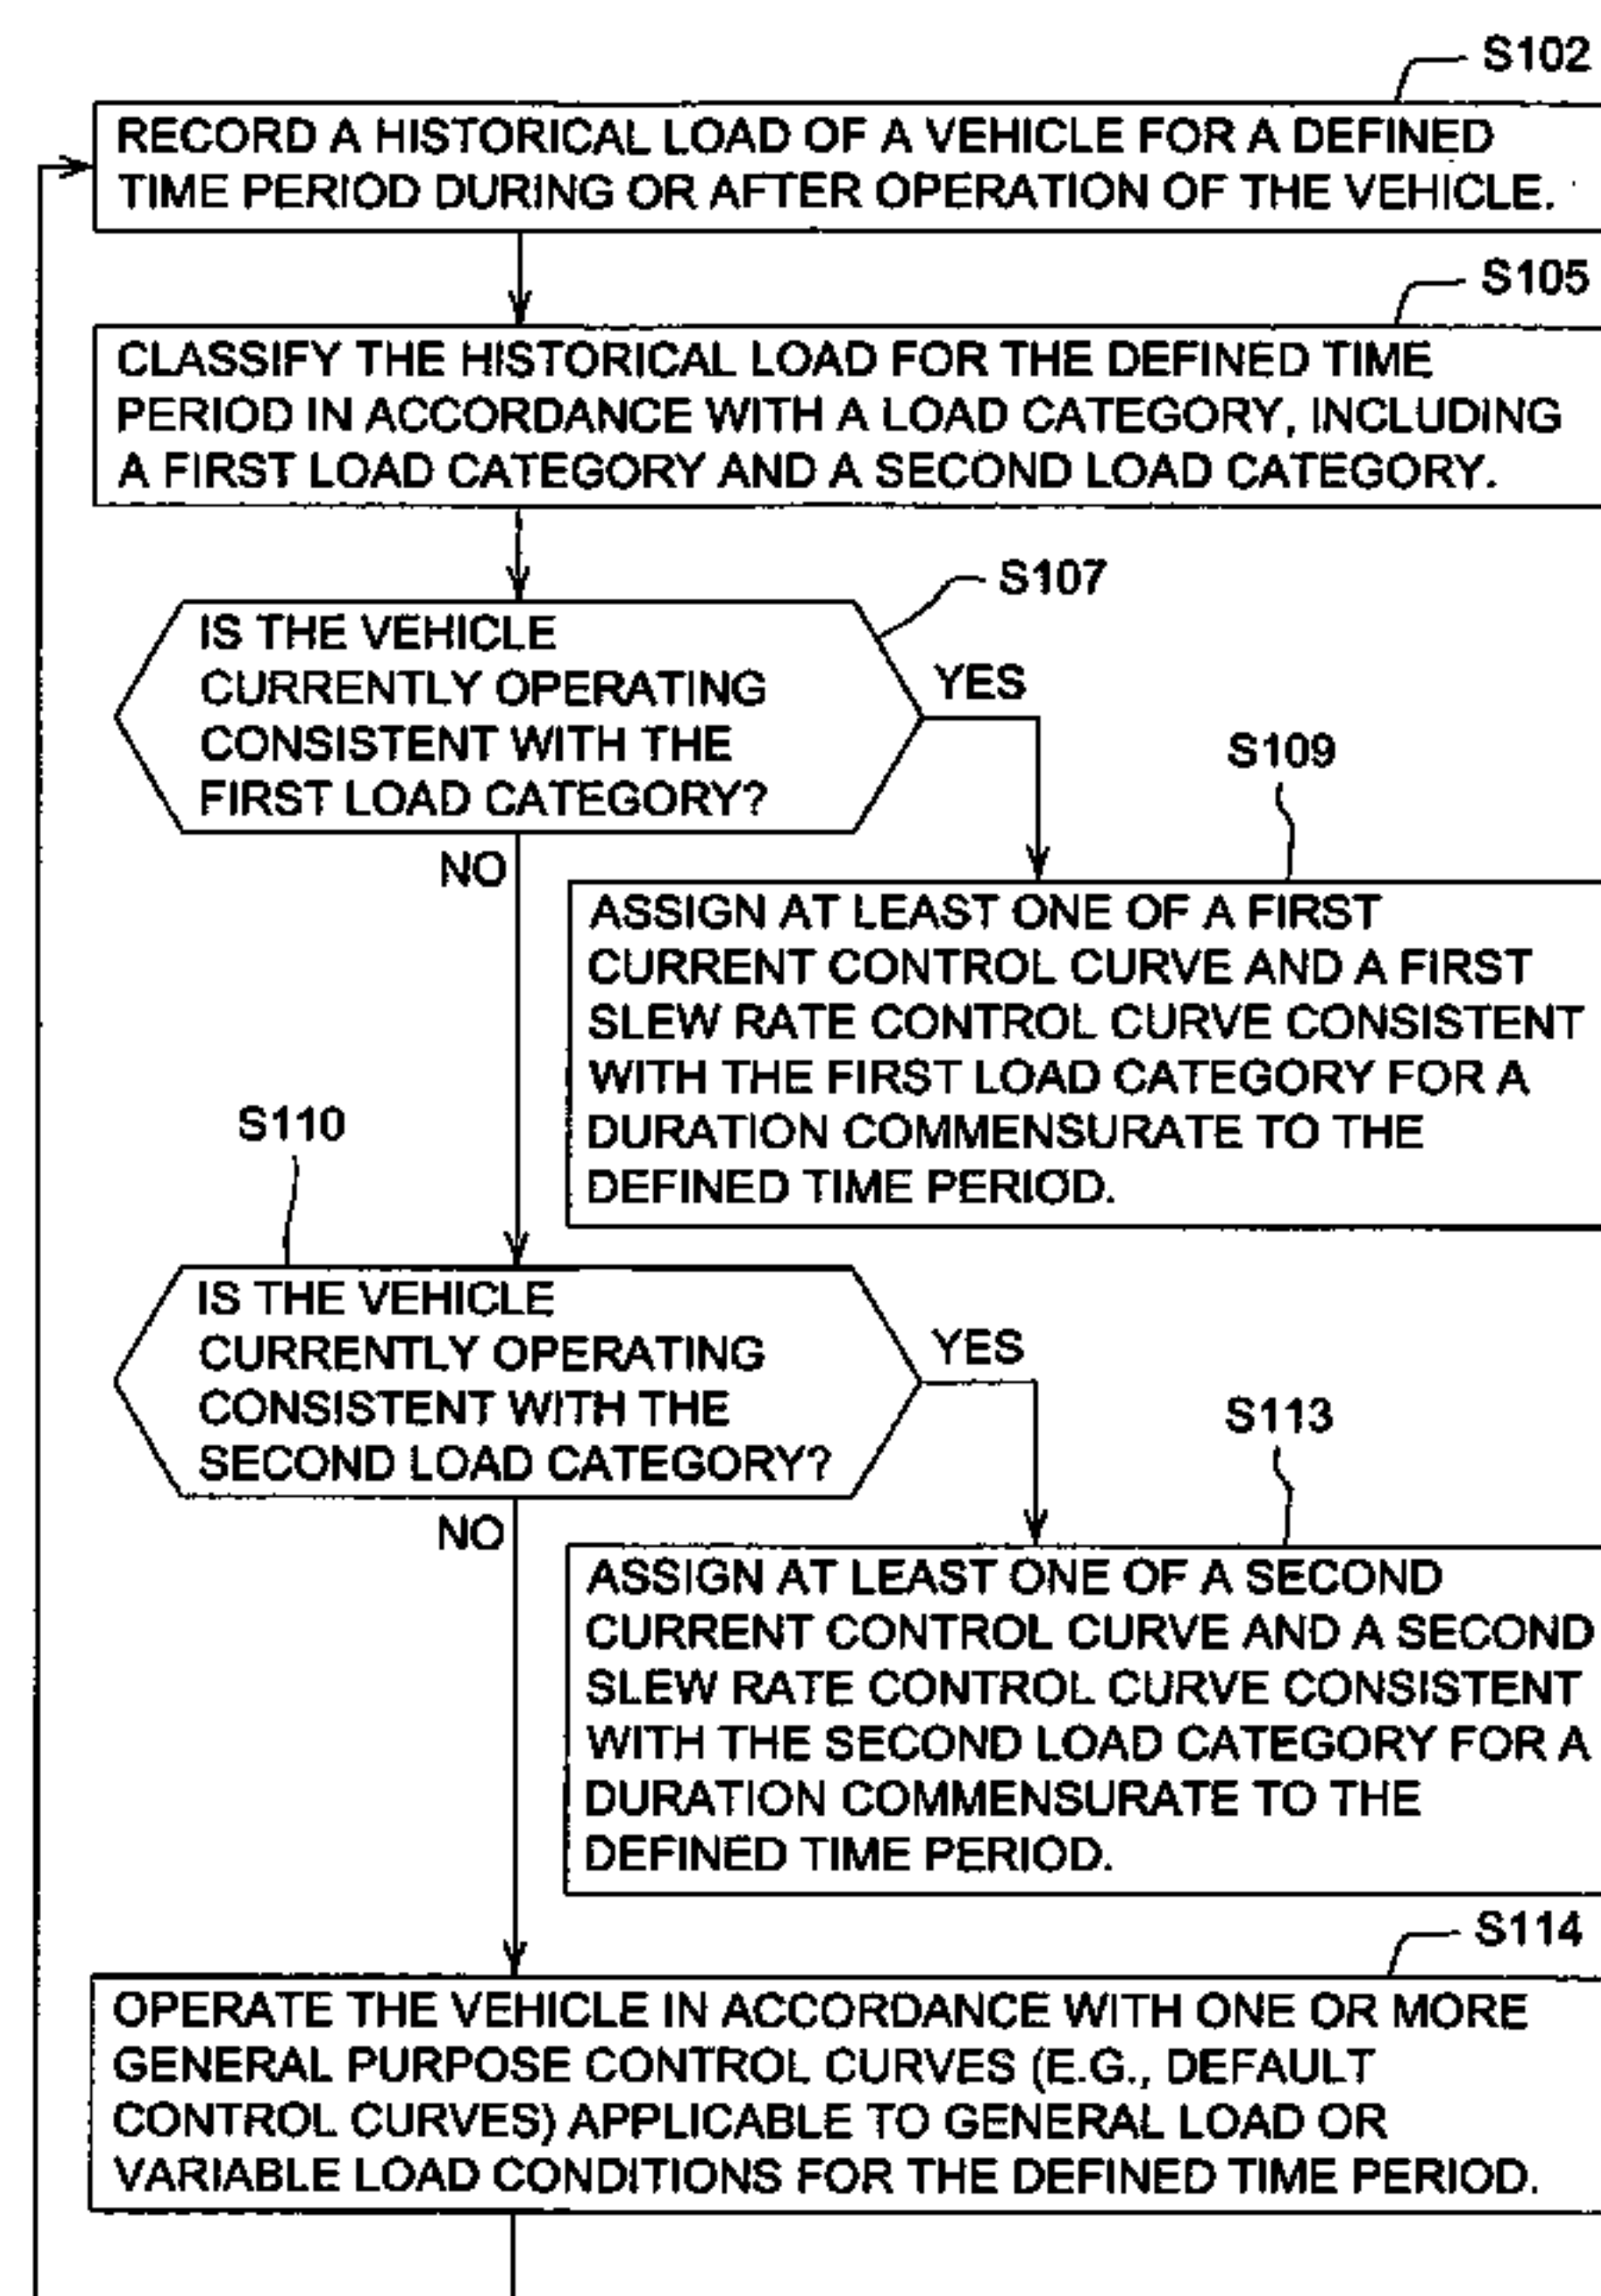 S102
RECORD A HISTORICAL LOAD OF A VEHICLE FOR A DEFINED
TIME PERIOD DURING OR AFTER OPERATION OF THE VEHICLE.
S105
CLASSIFY THE HISTORICAL LOAD FOR THE DEFINED TIME
PERIOD IN ACCORDANCE WITH A LOAD CATEGORY, INCLUDING
A FIRST LOAD CATEGORY AND A SECOND LOAD CATEGORY.
S107
IS THE VEHICLE
CURRENTLY OPERATING
CONSISTENT WITH THE
FIRST LOAD CATEGORY?
YES
NO
S109
ASSIGN AT LEAST ONE OF A FIRST
CURRENT CONTROL CURVE AND A FIRST
SLEW RATE CONTROL CURVE CONSISTENT
WITH THE FIRST LOAD CATEGORY FOR A
DURATION COMMENSURATE TO THE
DEFINED TIME PERIOD.
S110
IS THE VEHICLE
CURRENTLY OPERATING
CONSISTENT WITH THE
SECOND LOAD CATEGORY?
YES
NO
S113
ASSIGN AT LEAST ONE OF A SECOND
CURRENT CONTROL CURVE AND A SECOND
SLEW RATE CONTROL CURVE CONSISTENT
WITH THE SECOND LOAD CATEGORY FOR A
DURATION COMMENSURATE TO THE
DEFINED TIME PERIOD.
S114
OPERATE THE VEHICLE IN ACCORDANCE WITH ONE OR MORE
GENERAL PURPOSE CONTROL CURVES (E.G., DEFAULT
CONTROL CURVES) APPLICABLE TO GENERAL LOAD OR
VARIABLE LOAD CONDITIONS FOR THE DEFINED TIME PERIOD.